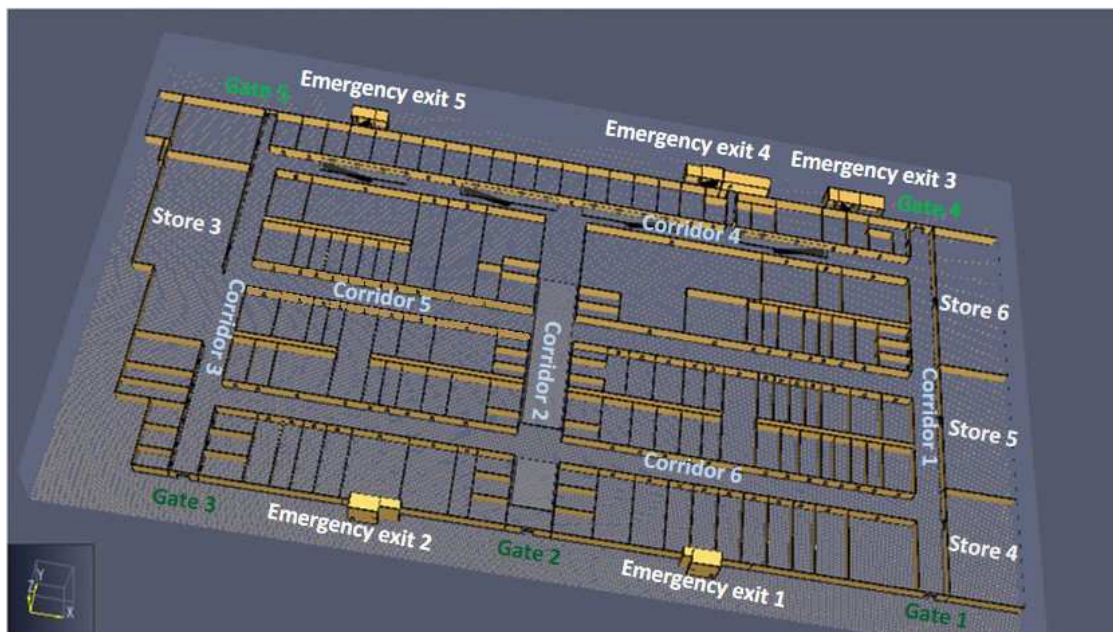 Gate 5
Emergency exit 5
Emergency exit 4
Emergency exit 3
Gate 4
Store 3
Corridor 4
Corridor 5
Store 6
Corridor 3
Corridor 2
Corridor 1
Store 5
Corridor 6
Store 4
Gate 3
Emergency exit 2
Gate 2
Emergency exit 1
Gate 1
Y
Z
X